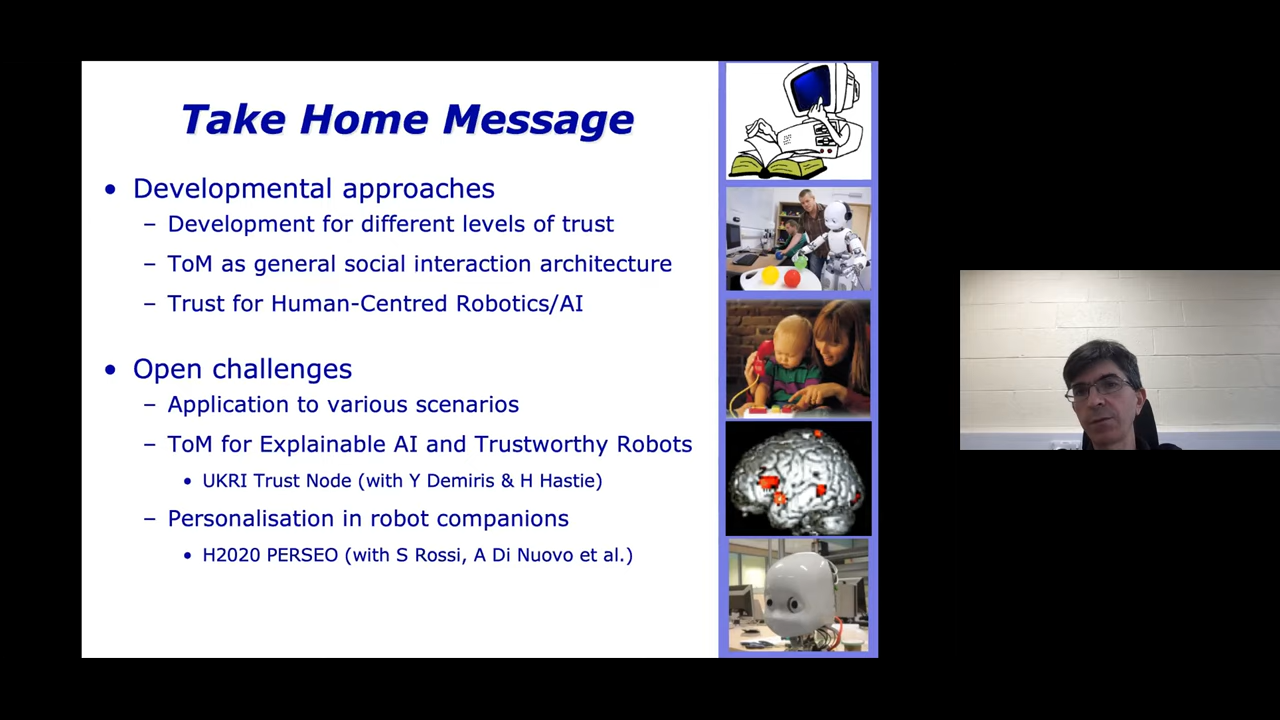 Take Home Message
• Developmental approaches
– Development for different levels of trust
– ToM as general social interaction architecture
– Trust for Human-Centred Robotics/AI
• Open challenges
– Application to various scenarios
– ToM for Explainable AI and Trustworthy Robots
• UKRI Trust Node (with Y Demiris & H Hastie)
– Personalisation in robot companions
• H2020 PERSEO (with S Rossi, A Di Nuovo et al.)